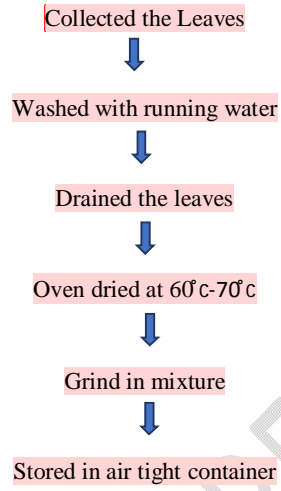 Collected the Leaves
Washed with running water
Drained the leaves
Oven dried at 60°c-70°c
Grind in mixture
Stored in air tight container